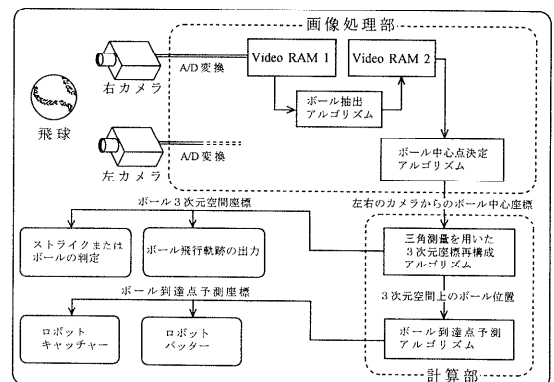 画像処理部
Video RAM 1
Video RAM 2
A/D変換
右カメラ
ボール抽出
アルゴリズム
飛球
A/D変換
左カメラ
ボール中心点決定
アルゴリズム
左右のカメラからのボール中心座標
ボール3次元空間座標
ストライクまたは
ボールの判定
ボール飛行軌跡の出力
三角測量を用いた
3次元座標再構成
アルゴリズム
3次元空間上のボール位置
ボール到達点予測座標
ロボット
キャッチャー
ロボット
バッター
ボール到達点予測
アルゴリズム
計算部